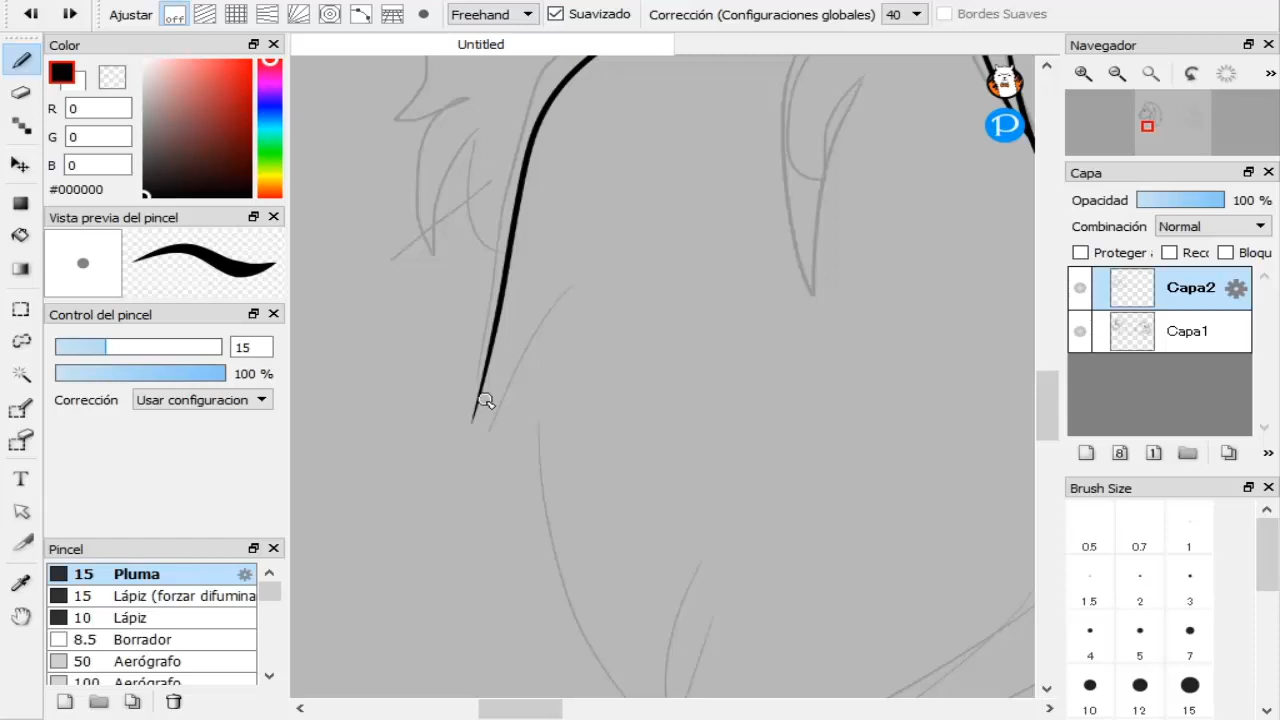 Ajustar off Freehand Suavizado Corrección (Configuraciones globales) 40 Bordes Suaves
Color
R 0
G 0
B 0
#000000
Vista previa del pincel
Control del pincel
15
100 %
Corrección Usar configuracion
Pincel
15 Pluma
15 Lápiz (forzar difumina
10 Lápiz
8.5 Borrador
50 Aerógrafo
100 Aerógrafo
Untitled
P
Navegador
Capa
Opacidad 100 %
Combinación Normal
Proteger Recc Bloqu
Capa2
Capa1
8 1
Brush Size
0.5 0.7 1
1.5 2 3
4 5 7
10 12 15
T